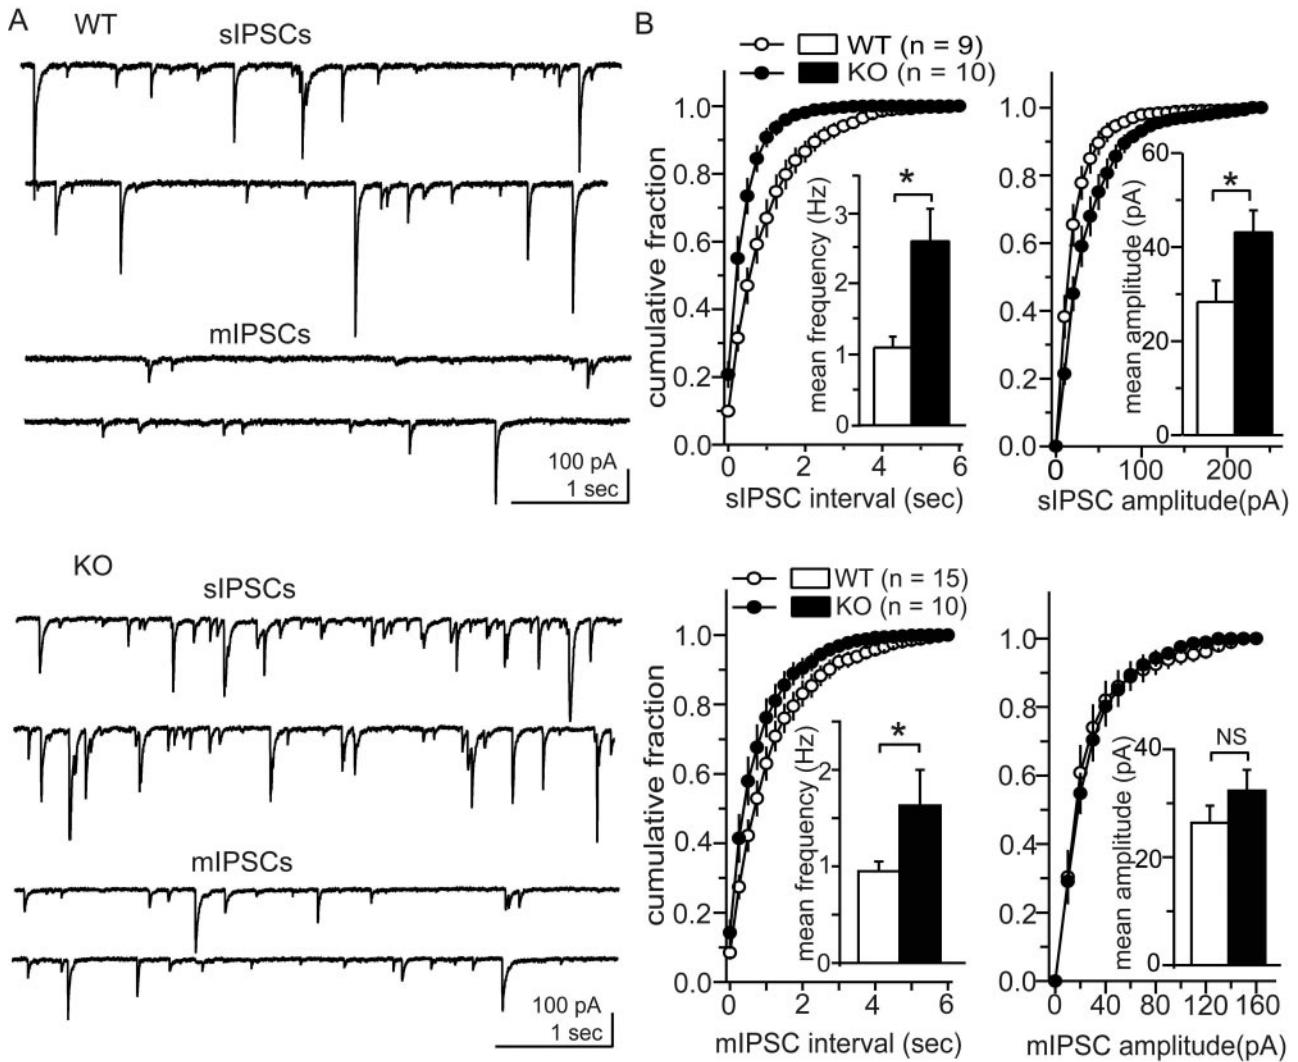 A
WT
sIPSCs
mIPSCs
100 pA
1 sec
KO
sIPSCs
mIPSCs
100 pA
1 sec
B
WT (n = 9)
KO (n = 10)
cumulative fraction
1.0
0.8
0.6
0.4
0.2
0.0
0 2 4 6
sIPSC interval (sec)
mean frequency (Hz)
3
2
1
0
*
1.0
0.8
0.6
0.4
0.2
0.0
0 100 200
sIPSC amplitude(pA)
mean amplitude (pA)
60
40
20
0
*
WT (n = 15)
KO (n = 10)
cumulative fraction
1.0
0.8
0.6
0.4
0.2
0.0
0 2 4 6
mIPSC interval (sec)
mean frequency (Hz)
2
1
0
*
1.0
0.8
0.6
0.4
0.2
0.0
0 40 80 120 160
mIPSC amplitude(pA)
mean amplitude (pA)
40
20
0
NS